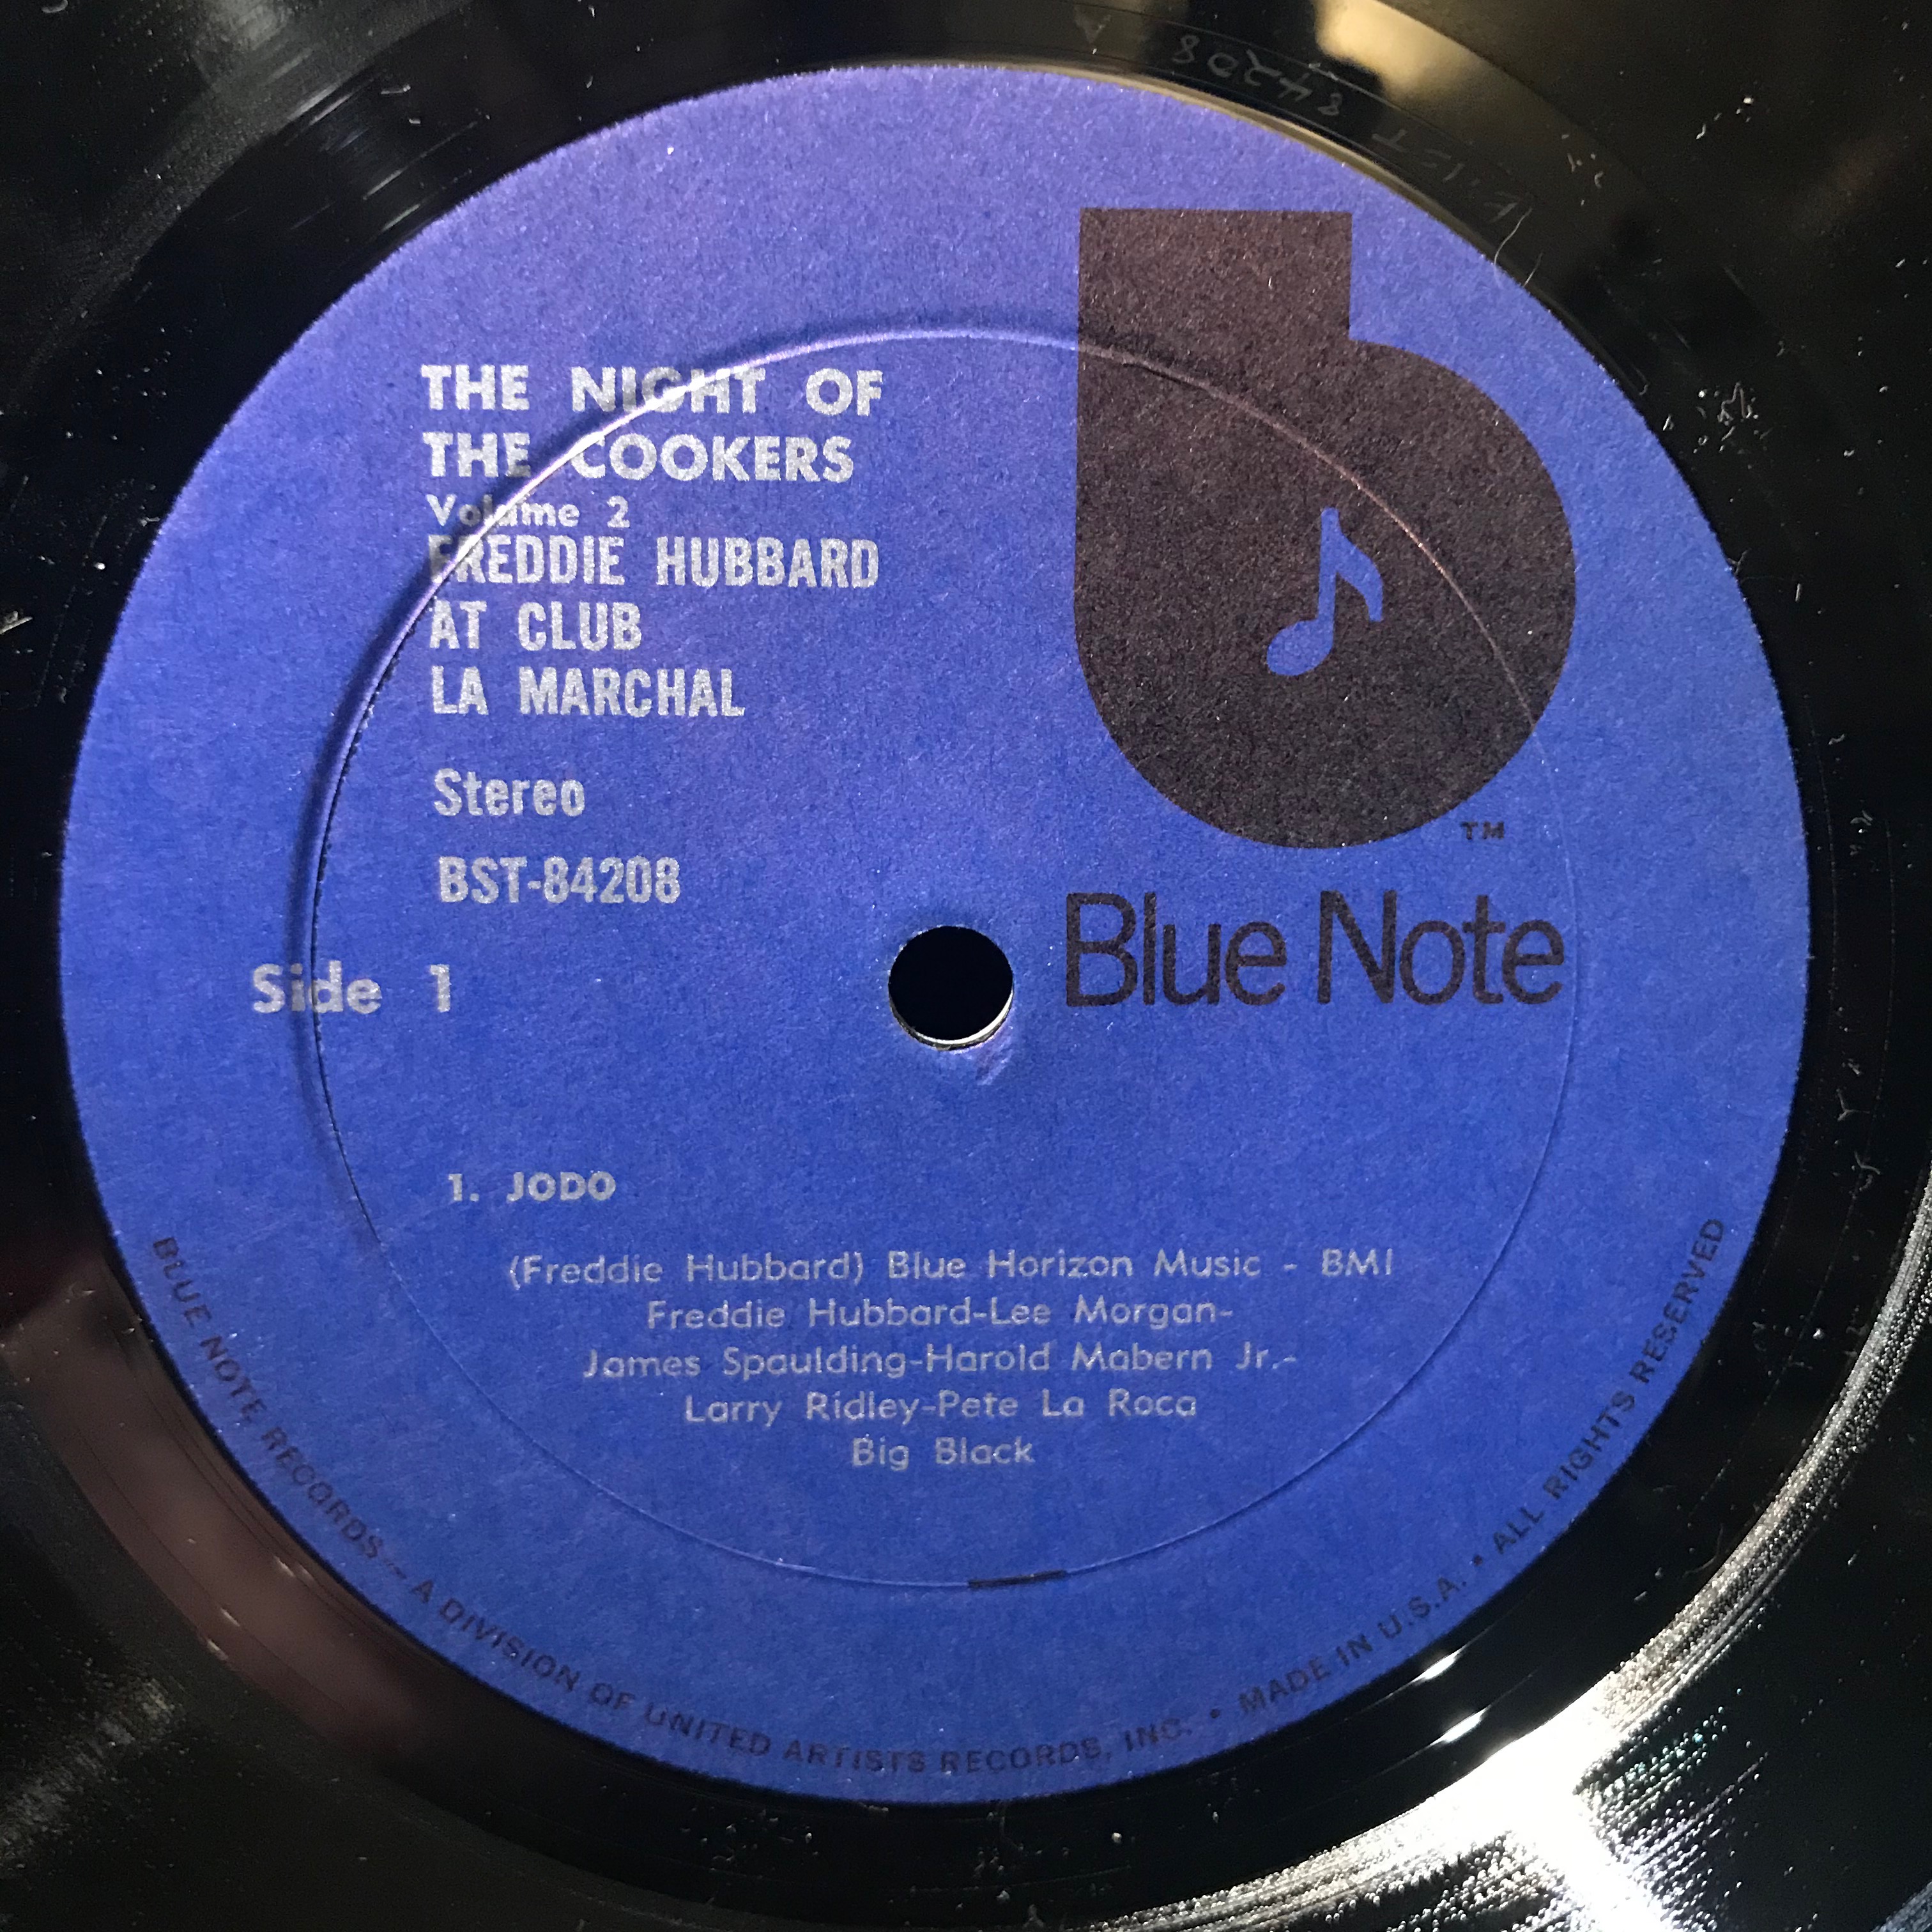 THE NIGHT OF
THE COOKERS
Volume 2
FREDDIE HUBBARD
AT CLUB
LA MARCHAL
Stereo
BST-84208
Side 1
TM
Blue Note
1. JODO
(Freddie Hubbard) Blue Horizon Music - BMI
Freddie Hubbard-Lee Morgan-
James Spaulding-Harold Mabern Jr.-
Larry Ridley-Pete La Roca
Big Black
BLUE NOTE RECORDS—A DIVISION OF UNITED ARTISTS RECORDS, INC. • MADE IN U.S.A. • ALL RIGHTS RESERVED
ST 84208